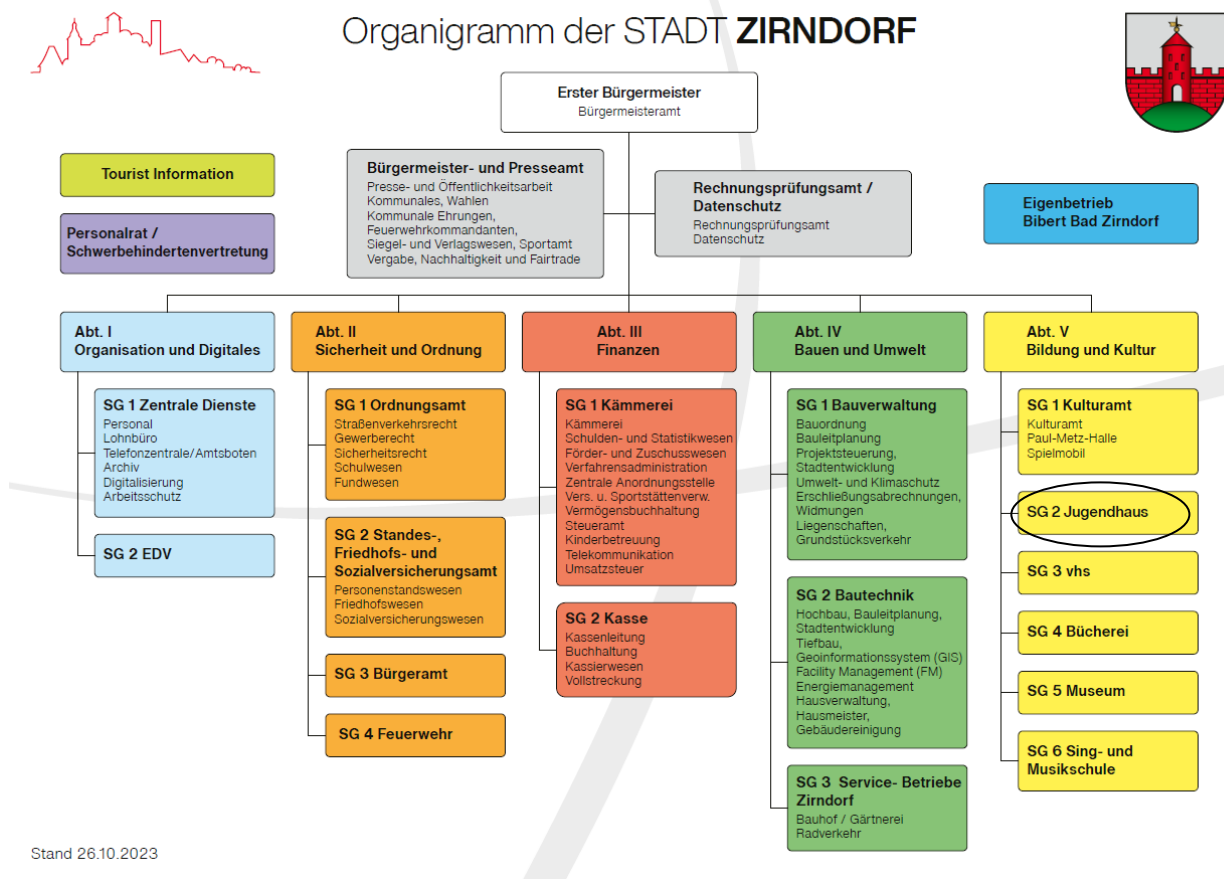 Organigramm der STADT ZIRNDORF
Erster Bürgermeister
Bürgermeisteramt
Tourist Information
Personalrat /
Schwerbehindertenvertretung
Bürgermeister- und Presseamt
Presse- und Öffentlichkeitsarbeit
Kommunales, Wahlen
Kommunale Ehrungen,
Feuerwehrkommandanten,
Siegel- und Verlagswesen, Sportamt
Vergabe, Nachhaltigkeit und Fairtrade
Rechnungsprüfungsamt /
Datenschutz
Rechnungsprüfungsamt
Datenschutz
Eigenbetrieb
Bibert Bad Zirndorf
Abt. I
Organisation und Digitales
SG 1 Zentrale Dienste
Personal
Lohnbüro
Telefonzentrale/Amtsboten
Archiv
Digitalisierung
Arbeitsschutz
SG 2 EDV
Abt. II
Sicherheit und Ordnung
SG 1 Ordnungsamt
Straßenverkehrsrecht
Gewerberecht
Sicherheitsrecht
Schulwesen
Fundwesen
SG 2 Standes-,
Friedhofs- und
Sozialversicherungsamt
Personenstandswesen
Friedhofswesen
Sozialversicherungswesen
SG 3 Bürgeramt
SG 4 Feuerwehr
Abt. III
Finanzen
SG 1 Kämmerei
Kämmerei
Schulden- und Statistikwesen
Förder- und Zuschusswesen
Verfahrensadministration
Zentrale Anordnungsstelle
Vers. u. Sportstättenverw.
Vermögensbuchhaltung
Steueramt
Kinderbetreuung
Telekommunikation
Umsatzsteuer
SG 2 Kasse
Kassenleitung
Buchhaltung
Kassierwesen
Vollstreckung
Abt. IV
Bauen und Umwelt
SG 1 Bauverwaltung
Bauordnung
Bauleitplanung
Projektsteuerung,
Stadtentwicklung
Umwelt- und Klimaschutz
Erschließungsabrechnungen,
Widmungen
Liegenschaften,
Grundstücksverkehr
SG 2 Bautechnik
Hochbau, Bauleitplanung,
Stadtentwicklung
Tiefbau,
Geoinformationssystem (GIS)
Facility Management (FM)
Energiemanagement
Hausverwaltung,
Hausmeister,
Gebäudereinigung
SG 3 Service- Betriebe
Zirndorf
Bauhof / Gärtnerei
Radverkehr
Abt. V
Bildung und Kultur
SG 1 Kulturamt
Kulturamt
Paul-Metz-Halle
Spielmobil
SG 2 Jugendhaus
SG 3 vhs
SG 4 Bücherei
SG 5 Museum
SG 6 Sing- und
Musikschule
Stand 26.10.2023